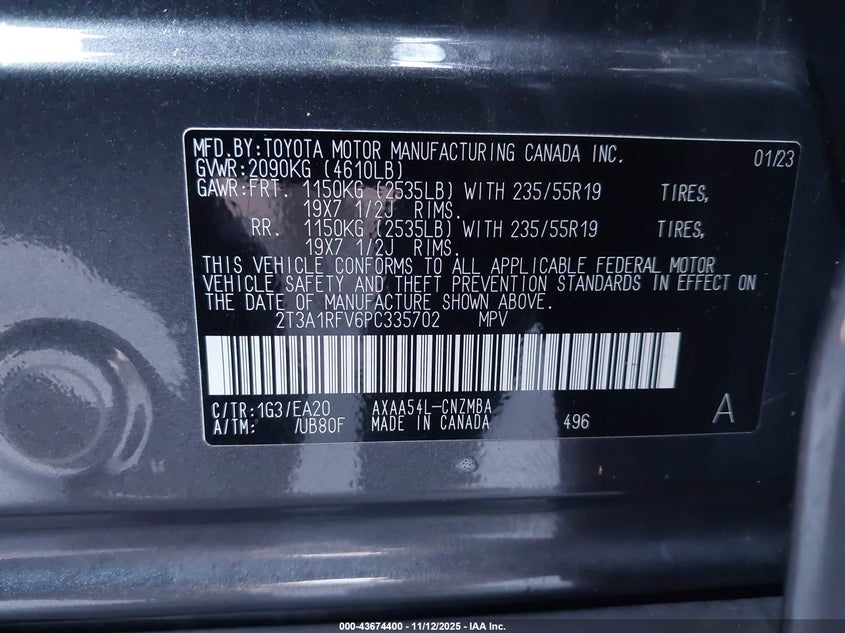 MFD.BY:TOYOTA MOTOR MANUFACTURING CANADA INC. 01/23
GVWR:2090KG (4610LB)
GAWR:FRT. 1150KG (2535LB) WITH 235/55R19 TIRES,
19X7 1/2J RIMS.
RR. 1150KG (2535LB) WITH 235/55R19 TIRES,
19X7 1/2J RIMS.
THIS VEHICLE CONFORMS TO ALL APPLICABLE FEDERAL MOTOR
VEHICLE SAFETY AND THEFT PREVENTION STANDARDS IN EFFECT ON
THE DATE OF MANUFACTURE SHOWN ABOVE.
2T3A1RFV6PC335702 MPV
C/TR:1G3/EA20 AXAA54L-CNZMBA
A/TM: /UB80F MADE IN CANADA 496 A
000-43674400 - 11/12/2025 - IAA Inc.